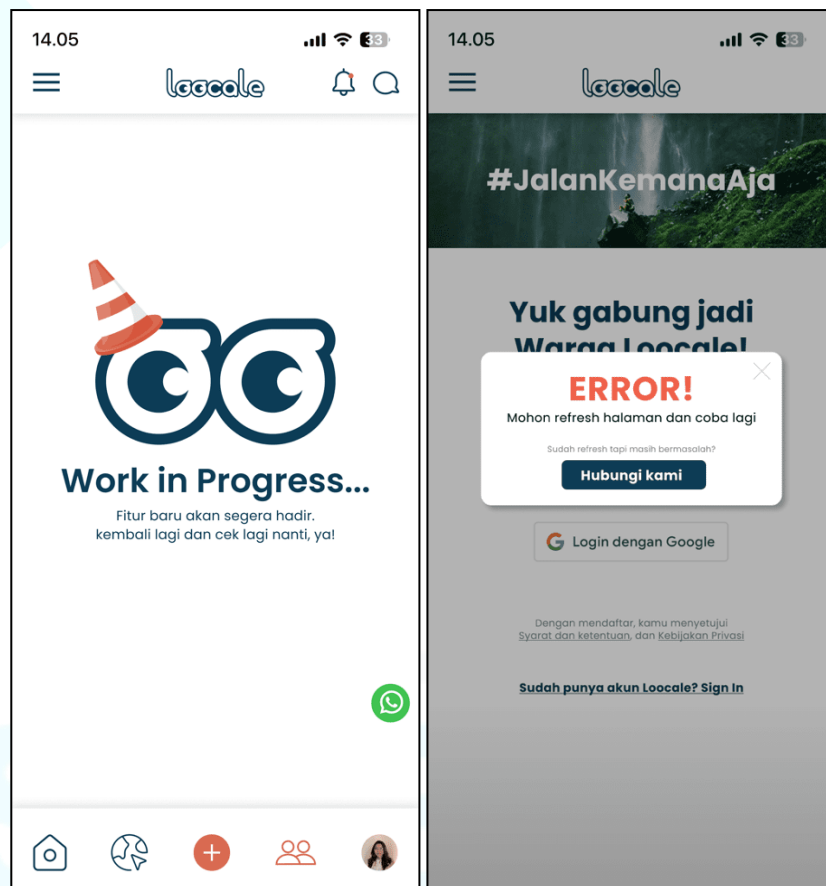 14.05
33
loocale
Work in Progress...
Fitur baru akan segera hadir.
kembali lagi dan cek lagi nanti, ya!
14.05
33
loocale
#JalanKemanaAja
Yuk gabung jadi
Warga Loocale!
ERROR!
Mohon refresh halaman dan coba lagi
Sudah refresh tapi masih bermasalah?
Hubungi kami
G Login dengan Google
Dengan mendaftar, kamu menyetujui
Syarat dan ketentuan, dan Kebijakan Privasi
Sudah punya akun Loocale? Sign In